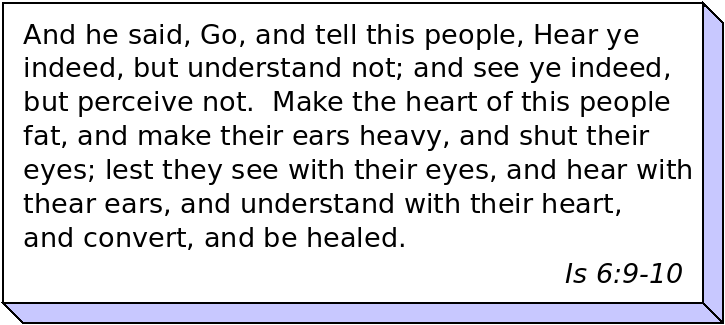 And he said, Go, and tell this people, Hear ye
indeed, but understand not; and see ye indeed,
but perceive not.  Make the heart of this people
fat, and make their ears heavy, and shut their
eyes; lest they see with their eyes, and hear with
thear ears, and understand with their heart,
and convert, and be healed.
Is 6:9-10